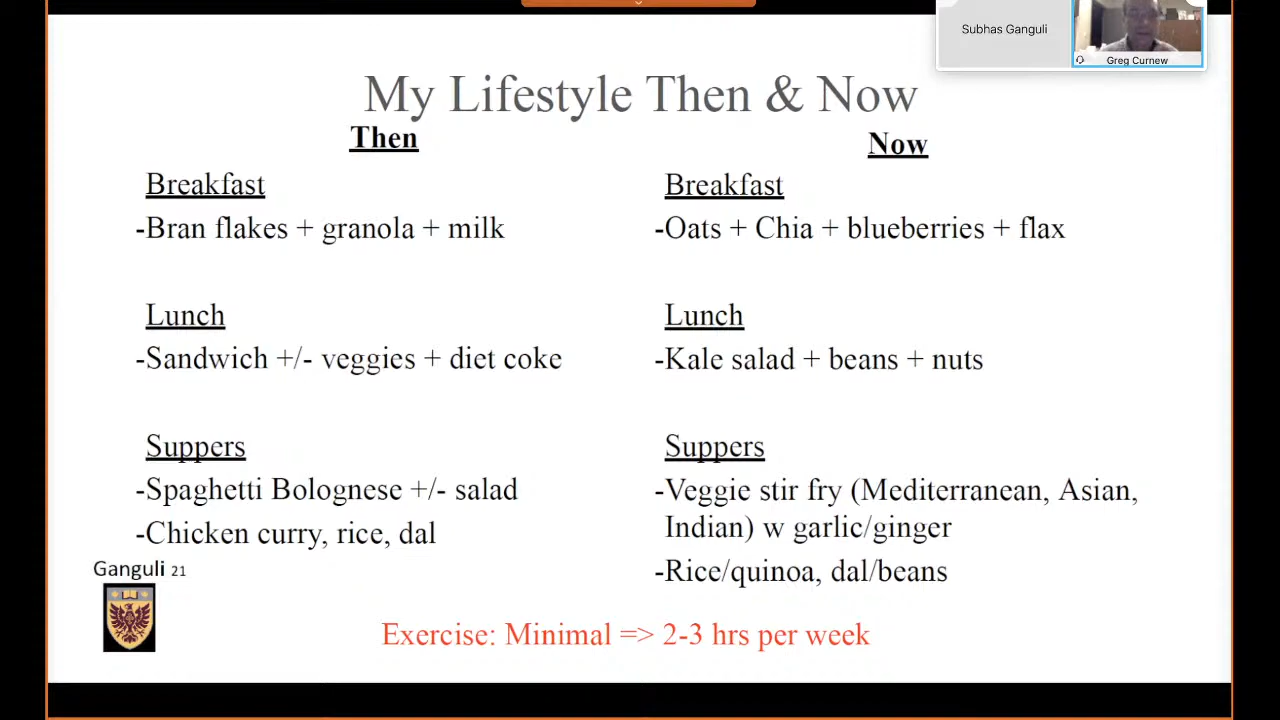 Subhas Ganguli
Greg Curnew
My Lifestyle Then & Now
Then
Breakfast
-Bran flakes + granola + milk
Lunch
-Sandwich +/- veggies + diet coke
Suppers
-Spaghetti Bolognese +/- salad
-Chicken curry, rice, dal
Now
Breakfast
-Oats + Chia + blueberries + flax
Lunch
-Kale salad + beans + nuts
Suppers
-Veggie stir fry (Mediterranean, Asian,
Indian) w garlic/ginger
-Rice/quinoa, dal/beans
Ganguli 21
Exercise: Minimal => 2-3 hrs per week